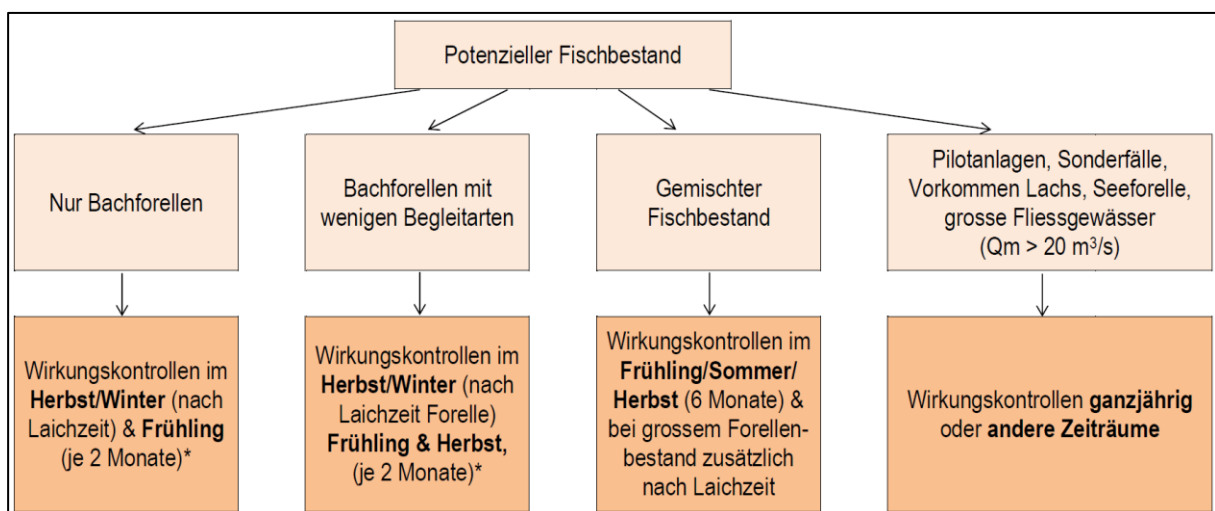 Potenzieller Fischbestand
Nur Bachforellen
Bachforellen mit
wenigen Begleitarten
Gemischter
Fischbestand
Pilotanlagen, Sonderfälle,
Vorkommen Lachs, Seeforelle,
grosse Fliessgewässer
(Qm > 20 m³/s)
Wirkungskontrollen im
Herbst/Winter (nach
Laichzeit) & Frühling
(je 2 Monate)*
Wirkungskontrollen im
Herbst/Winter (nach
Laichzeit Forelle)
Frühling & Herbst,
(je 2 Monate)*
Wirkungskontrollen im
Frühling/Sommer/
Herbst (6 Monate) &
bei grossem Forellen-
bestand zusätzlich
nach Laichzeit
Wirkungskontrollen ganzjährig
oder andere Zeiträume